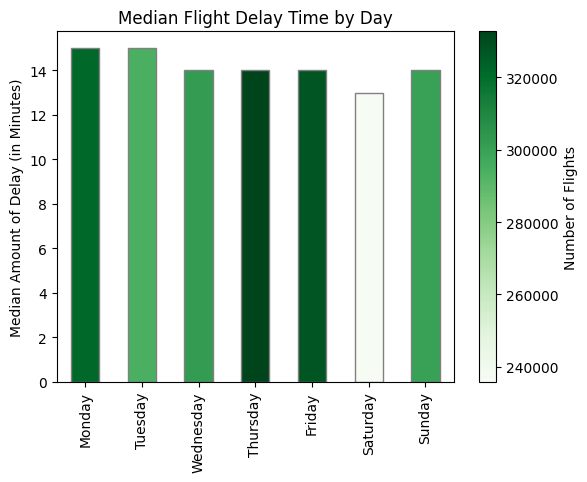 Median Flight Delay Time by Day
Median Amount of Delay (in Minutes)
14
12
10
8
6
4
2
0
Monday
Tuesday
Wednesday
Thursday
Friday
Saturday
Sunday
320000
300000
280000
260000
240000
Number of Flights